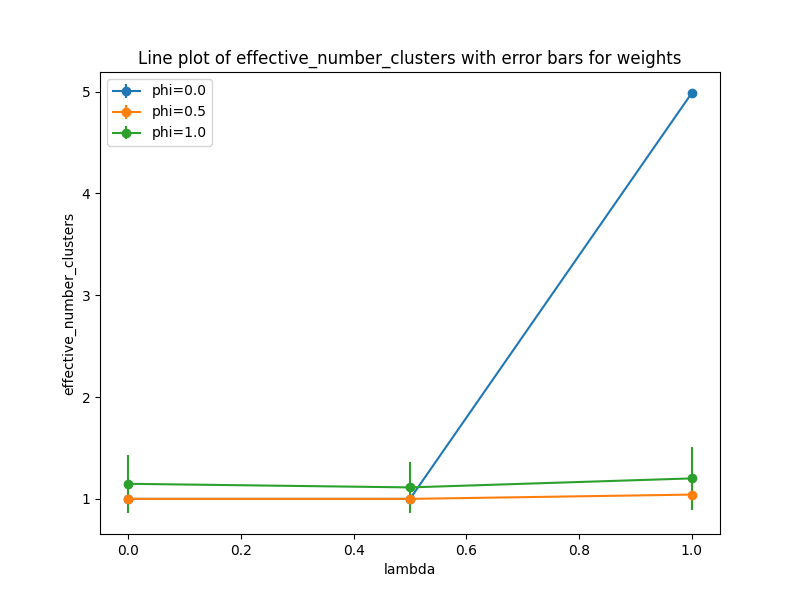 Line plot of effective_number_clusters with error bars for weights
phi=0.0
phi=0.5
phi=1.0
5
4
3
2
1
effective_number_clusters
0.0 0.2 0.4 0.6 0.8 1.0
lambda